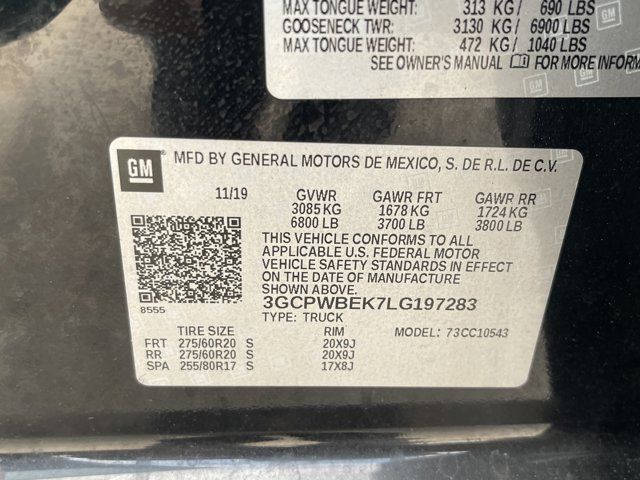 MAX TONGUE WEIGHT: 313 KG/ 690 LBS
GOOSENECK TWR: 3130 KG/ 6900 LBS
MAX TONGUE WEIGHT: 472 KG/ 1040 LBS
SEE OWNER'S MANUAL FOR MORE INFORM
GM
MFD BY GENERAL MOTORS DE MEXICO, S. DE R.L. DE C.V.
11/19 GVWR GAWR FRT GAWR RR
3085 KG 1678 KG 1724 KG
6800 LB 3700 LB 3800 LB
THIS VEHICLE CONFORMS TO ALL
APPLICABLE U.S. FEDERAL MOTOR
VEHICLE SAFETY STANDARDS IN EFFECT
ON THE DATE OF MANUFACTURE
SHOWN ABOVE.
3GCPWBEK7LG197283
8555
TYPE: TRUCK
TIRE SIZE RIM MODEL: 73CC10543
FRT 275/60R20 S 20X9J
RR 275/60R20 S 20X9J
SPA 255/80R17 S 17X8J